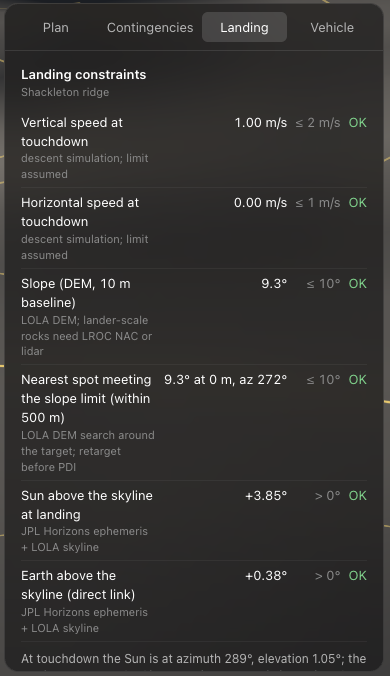 Plan Contingencies Landing Vehicle
Landing constraints
Shackleton ridge
Vertical speed at 1.00 m/s ≤ 2 m/s OK
touchdown
descent simulation; limit
assumed
Horizontal speed at 0.00 m/s ≤ 1 m/s OK
touchdown
descent simulation; limit
assumed
Slope (DEM, 10 m 9.3° ≤ 10° OK
baseline)
LOLA DEM; lander-scale
rocks need LROC NAC or
lidar
Nearest spot meeting 9.3° at 0 m, az 272° ≤ 10° OK
the slope limit (within
500 m)
LOLA DEM search around
the target; retarget
before PDI
Sun above the skyline +3.85° > 0° OK
at landing
JPL Horizons ephemeris
+ LOLA skyline
Earth above the +0.38° > 0° OK
skyline (direct link)
JPL Horizons ephemeris
+ LOLA skyline
At touchdown the Sun is at azimuth 289°, elevation 1.05°; the